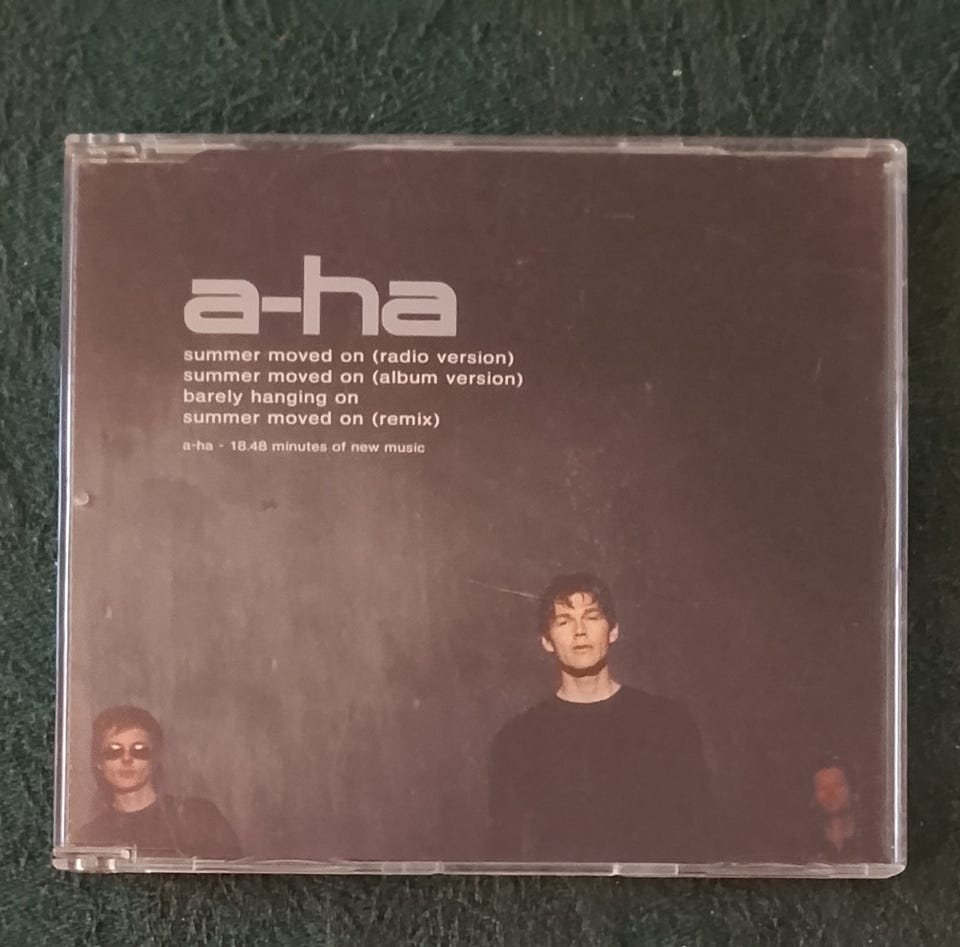 a-ha
summer moved on (radio version)
summer moved on (album version)
barely hanging on
summer moved on (remix)
a-ha - 18.48 minutes of new music